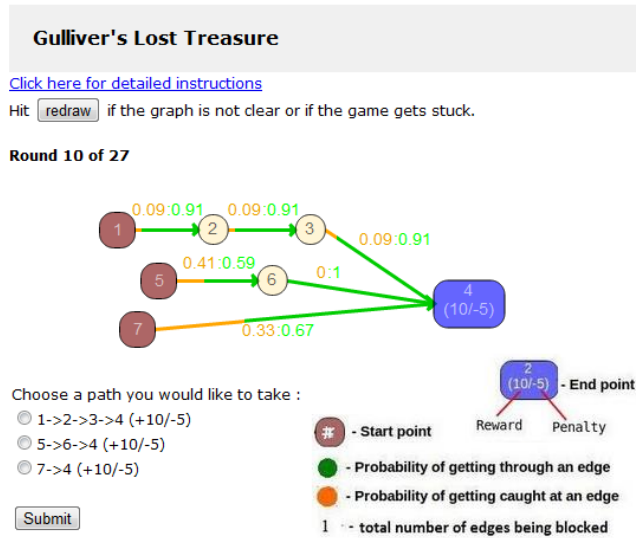 Gulliver's Lost Treasure
Click here for detailed instructions
Hit redraw if the graph is not clear or if the game gets stuck.
Round 10 of 27
0.09:0.91 0.09:0.91
1 2 3
0.09:0.91
0.41:0.59
0:1
5 6
4
(10/-5)
7
0.33:0.67
2
(10/-5) - End point
Reward Penalty
Choose a path you would like to take :
1->2->3->4 (+10/-5)
5->6->4 (+10/-5)
7->4 (+10/-5)
Submit
# - Start point
- Probability of getting through an edge
- Probability of getting caught at an edge
1 - total number of edges being blocked